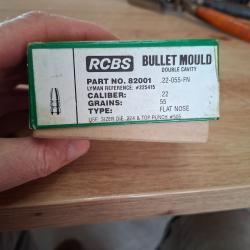 RCBS BULLET MOULD
DOUBLE CAVITY
PART NO. 82001 .22-055-FN
LYMAN REFERENCE: #225415
CALIBER: .22
GRAINS: 55
TYPE: FLAT NOSE
USE SIZER DIE .224 & TOP PUNCH #505